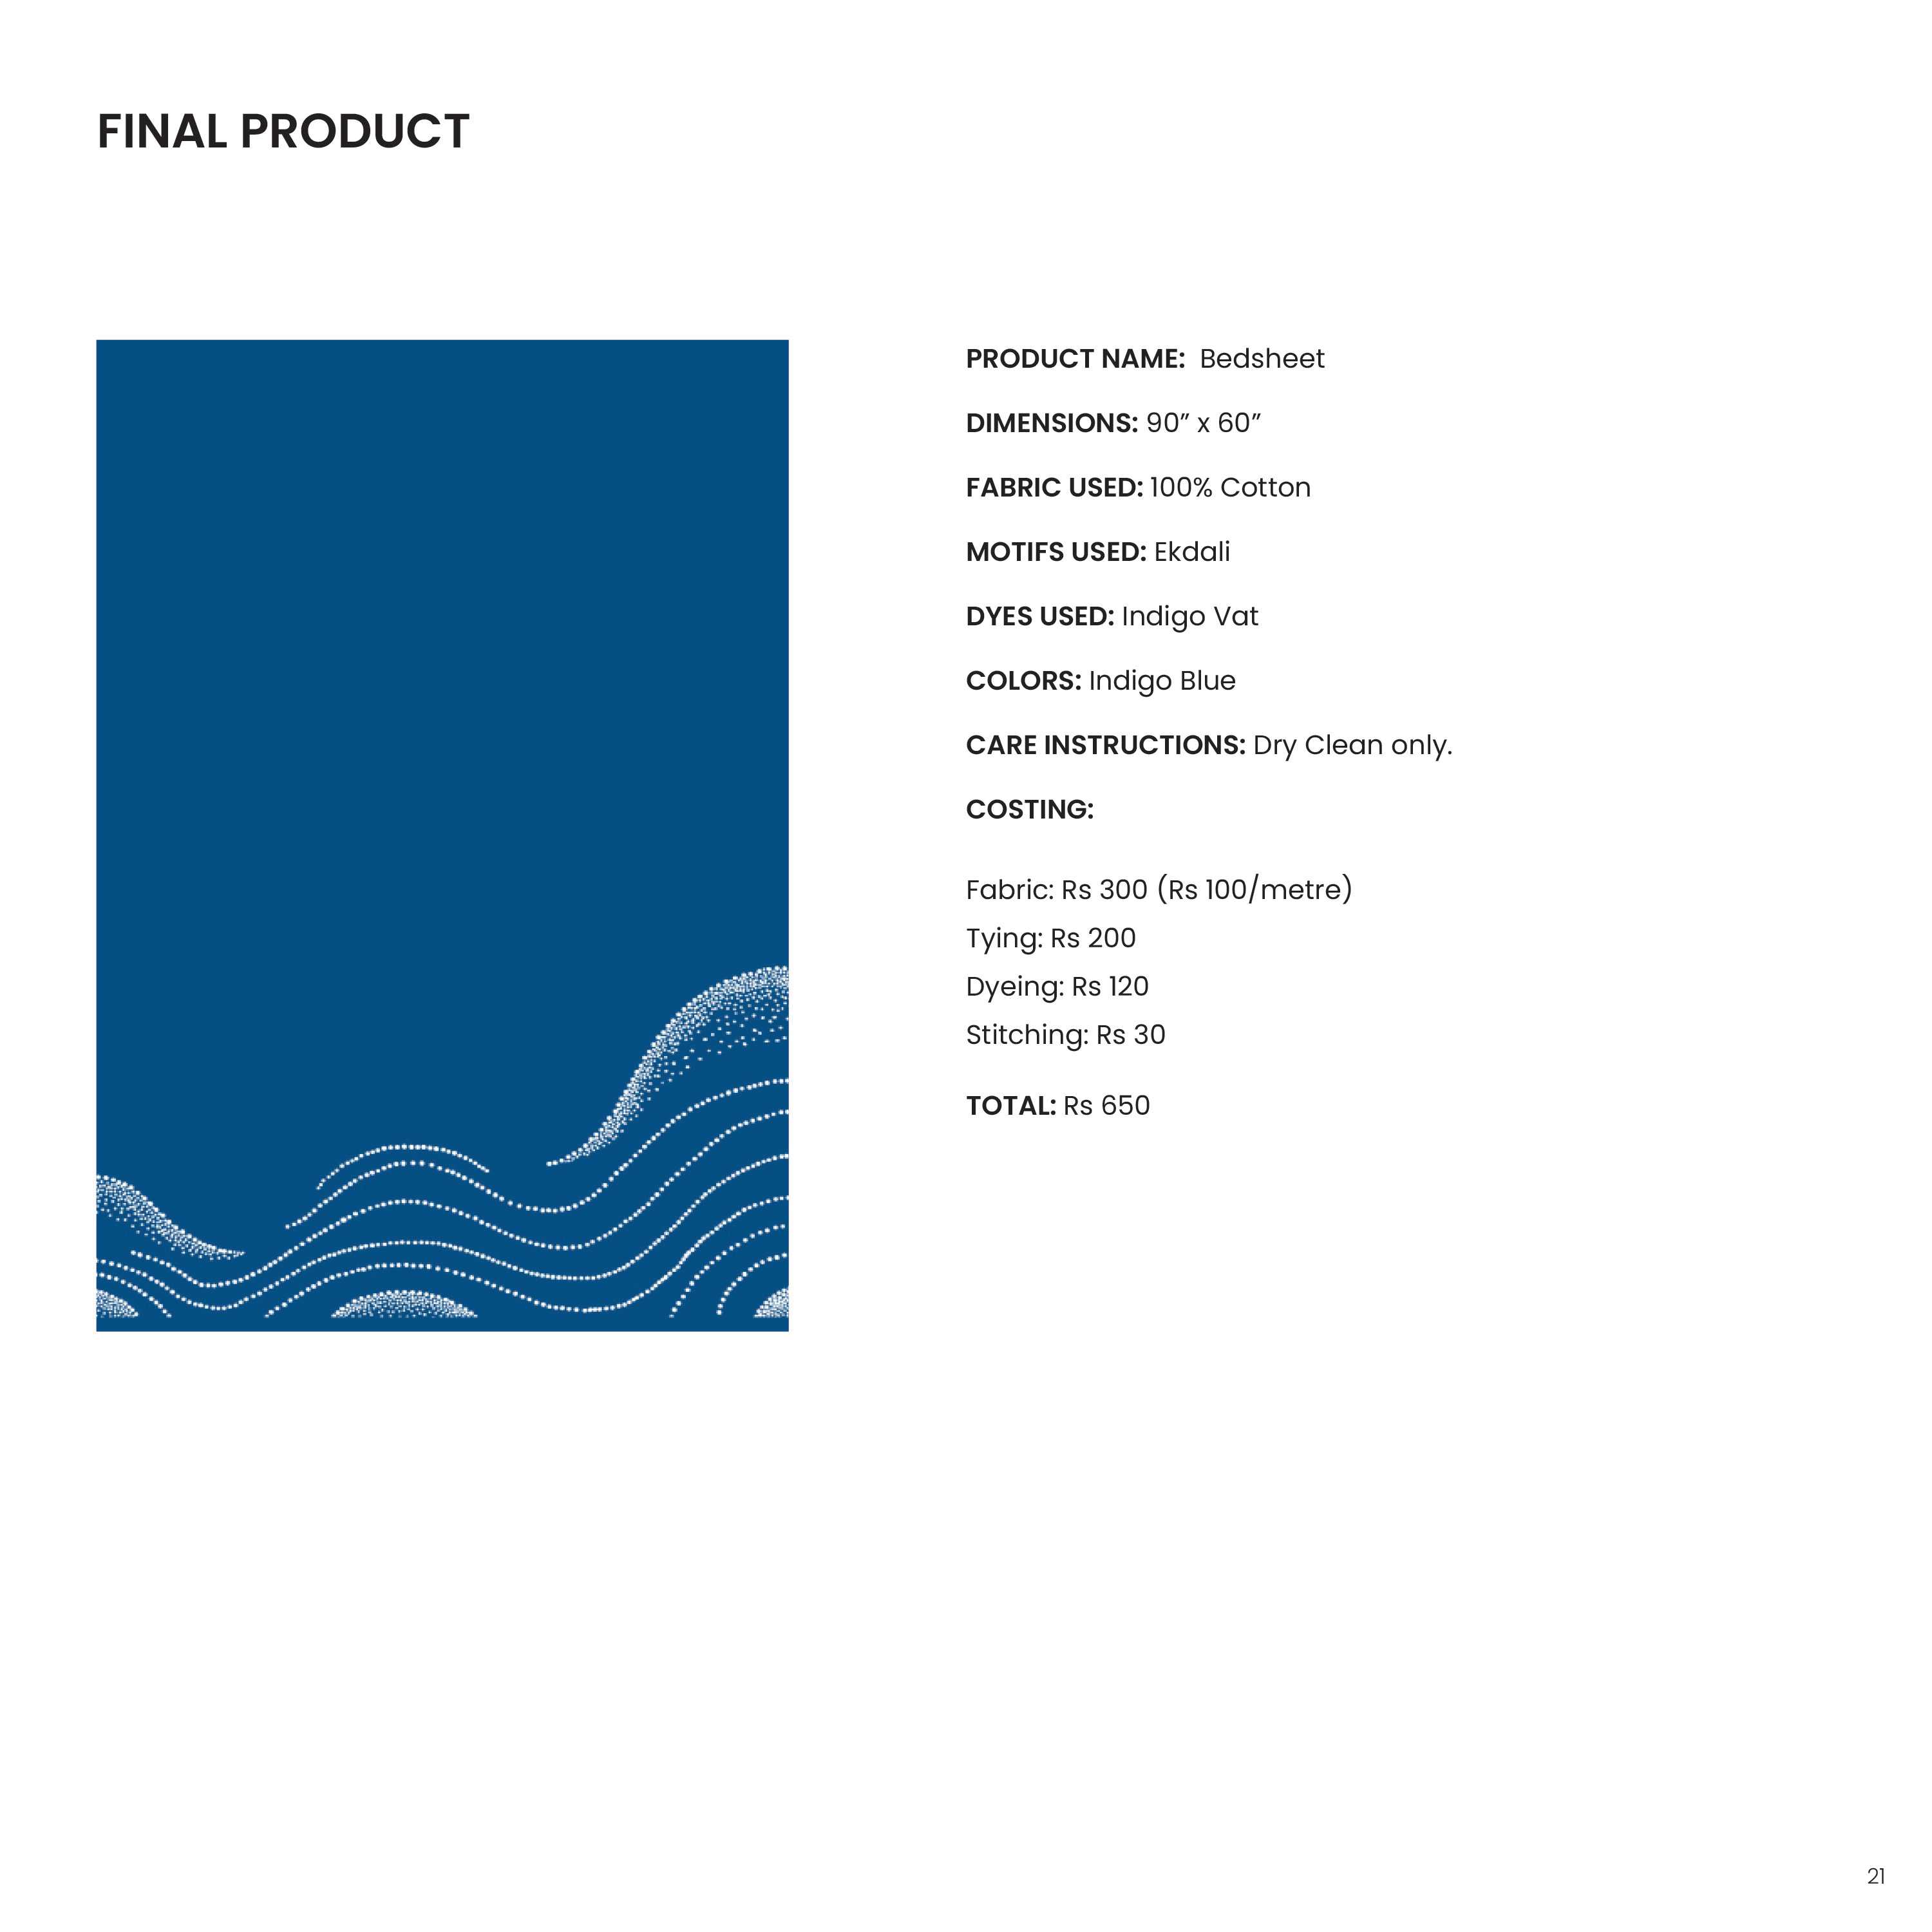 FINAL PRODUCT
PRODUCT NAME:  Bedsheet
DIMENSIONS: 90” x 60”
FABRIC USED: 100% Cotton
MOTIFS USED: Ekdali
DYES USED: Indigo Vat
COLORS: Indigo Blue
CARE INSTRUCTIONS: Dry Clean only.
COSTING:
Fabric: Rs 300 (Rs 100/metre)
Tying: Rs 200
Dyeing: Rs 120
Stitching: Rs 30
TOTAL: Rs 650
21